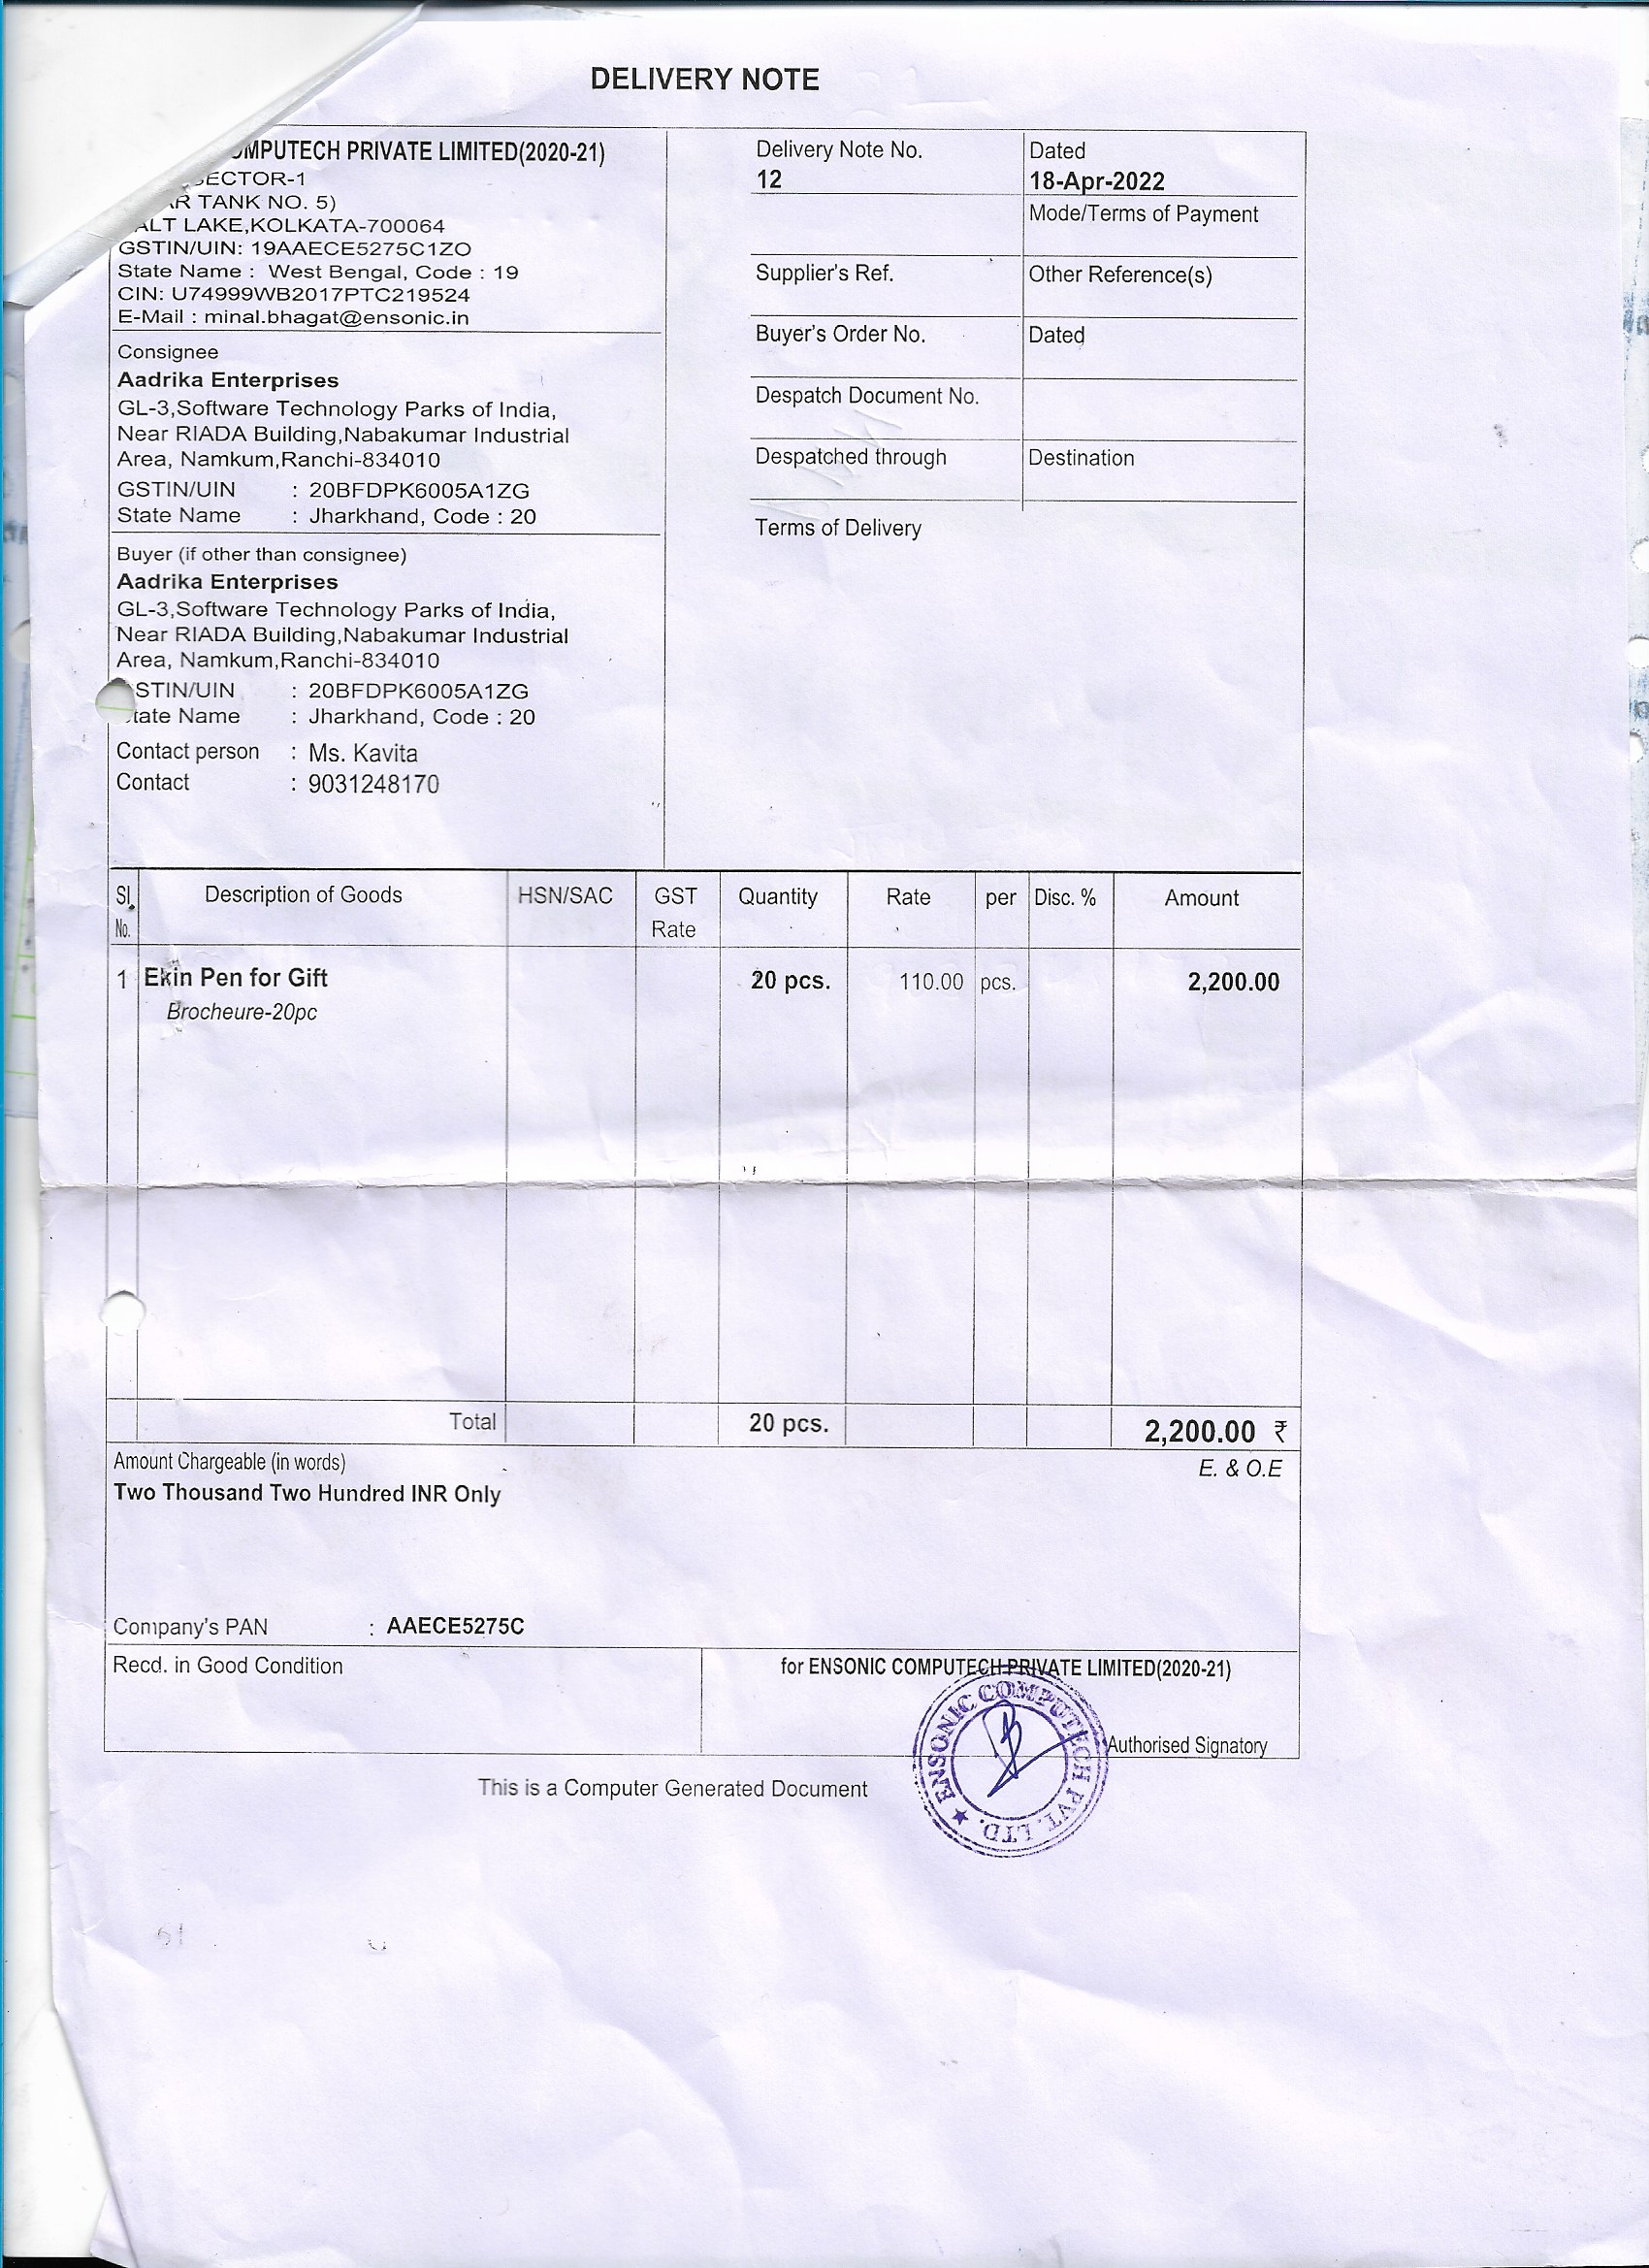 DELIVERY NOTE
COMPUTECH PRIVATE LIMITED(2020-21)
SECTOR-1
TANK NO. 5)
LAKE,KOLKATA-700064
GSTIN/UIN: 19AAECE5275C1ZO
State Name : West Bengal, Code : 19
CIN: U74999WB2017PTC219524
E-Mail : minal.bhagat@ensonic.in
Delivery Note No.
12
Dated
18-Apr-2022
Mode/Terms of Payment
Supplier's Ref.
Other Reference(s)
Buyer's Order No.
Dated
Despatch Document No.
Despatched through
Destination
Terms of Delivery
Consignee
Aadrika Enterprises
GL-3,Software Technology Parks of India,
Near RIADA Building,Nabakumar Industrial
Area, Namkum,Ranchi-834010
GSTIN/UIN : 20BFDPK6005A1ZG
State Name : Jharkhand, Code : 20
Buyer (if other than consignee)
Aadrika Enterprises
GL-3,Software Technology Parks of India,
Near RIADA Building,Nabakumar Industrial
Area, Namkum,Ranchi-834010
STIN/UIN : 20BFDPK6005A1ZG
State Name : Jharkhand, Code : 20
Contact person : Ms. Kavita
Contact : 9031248170
Sl. No. Description of Goods HSN/SAC GST Rate Quantity Rate per Disc. % Amount
1 Ekin Pen for Gift 20 pcs. 110.00 pcs. 2,200.00
Brocheure-20pc
Total 20 pcs. 2,200.00 ₹
Amount Chargeable (in words) E. & O.E
Two Thousand Two Hundred INR Only
Company's PAN : AAECE5275C
Recd. in Good Condition
for ENSONIC COMPUTECH PRIVATE LIMITED(2020-21)
ENSONIC COMPUTECH PVT. LTD. ★
Authorised Signatory
This is a Computer Generated Document